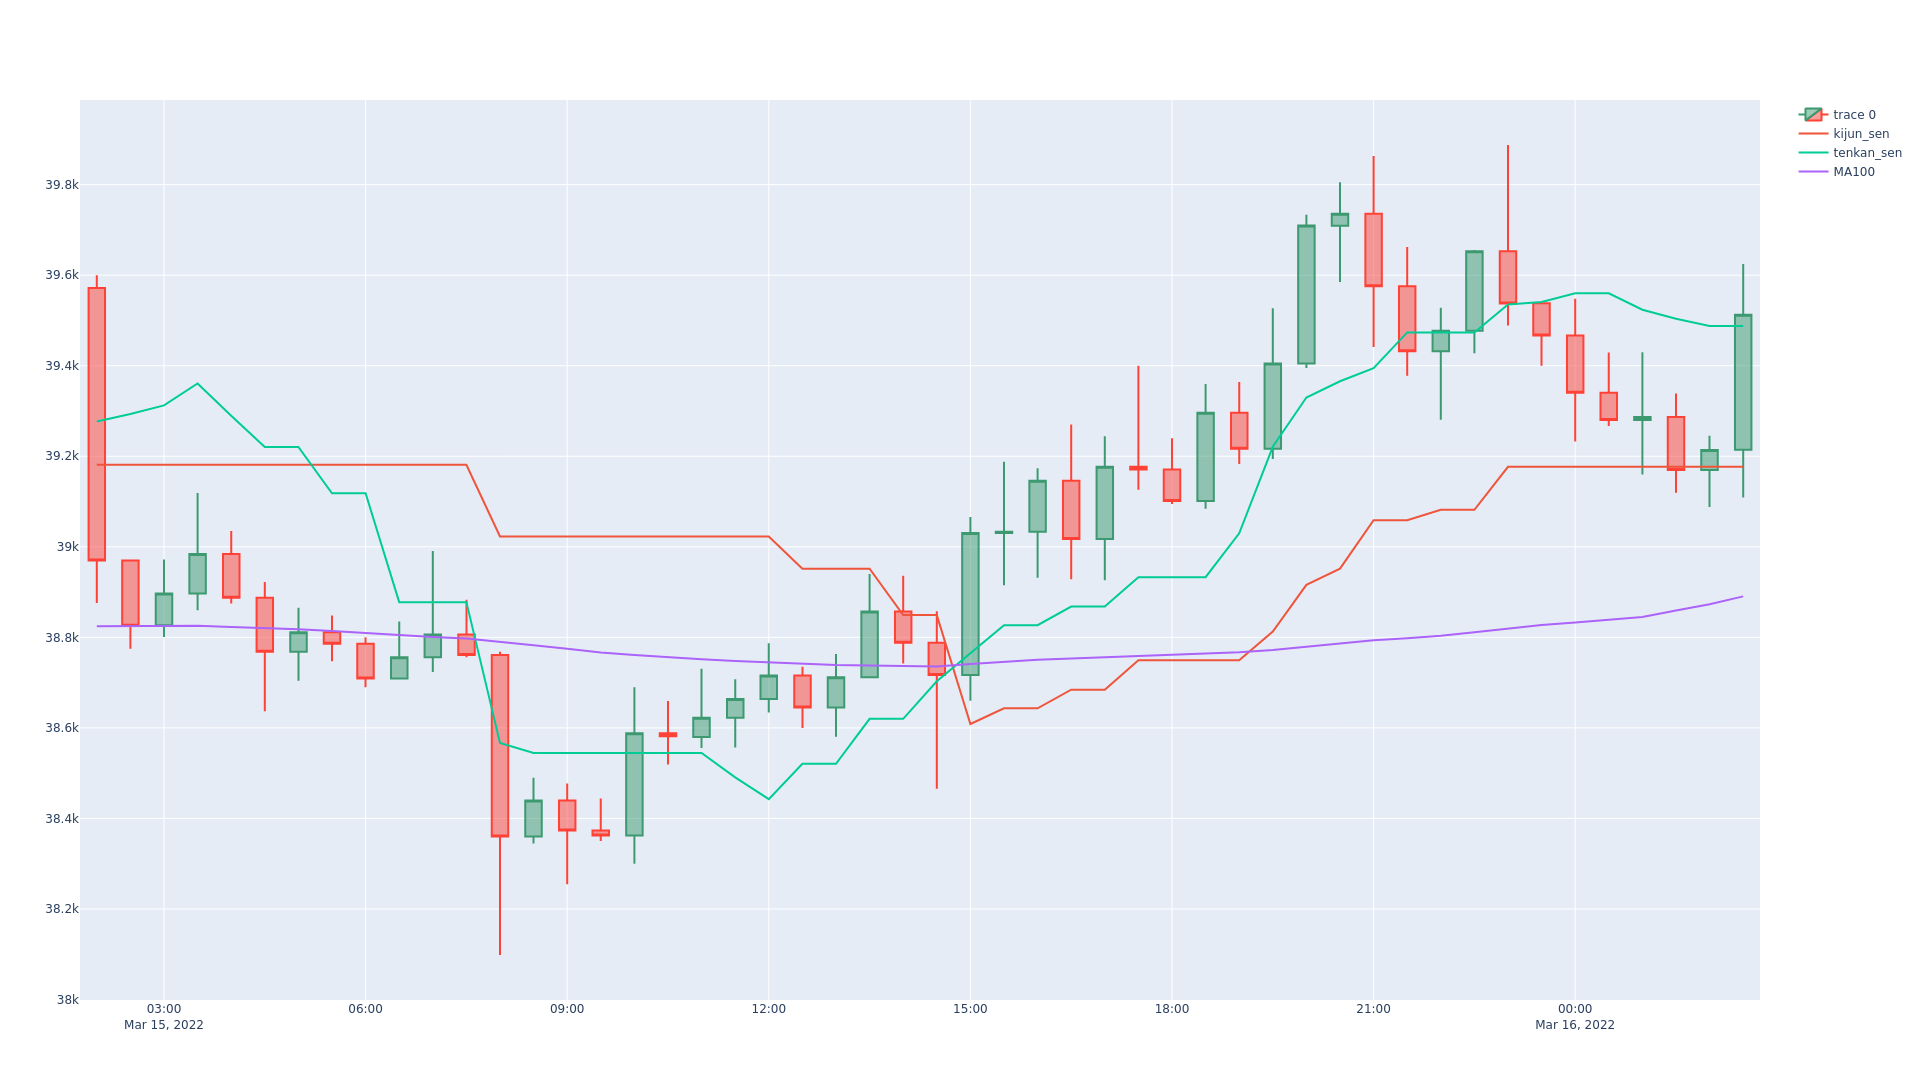 trace 0
kijun_sen
tenkan_sen
MA100
39.8k
39.6k
39.4k
39.2k
39k
38.8k
38.6k
38.4k
38.2k
38k
03:00 06:00 09:00 12:00 15:00 18:00 21:00 00:00
Mar 15, 2022 Mar 16, 2022